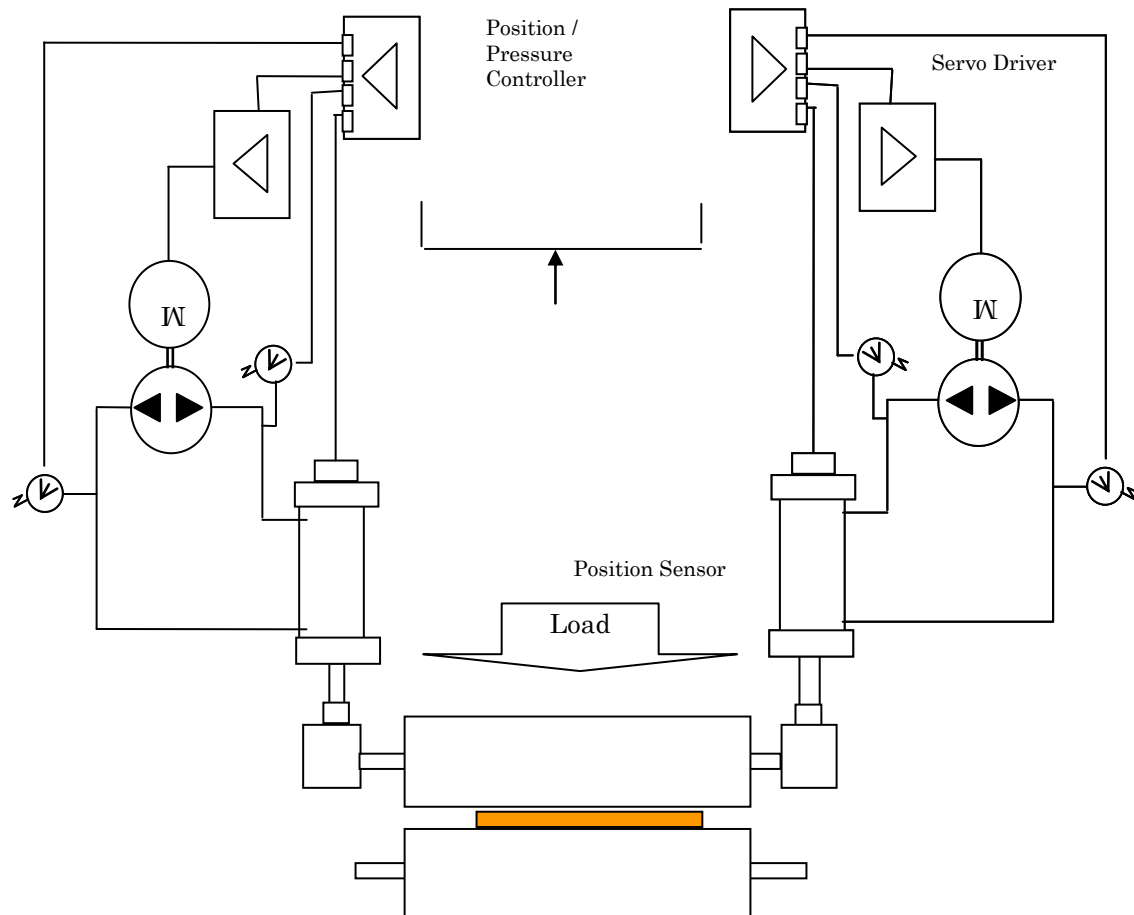 Position /
Pressure
Controller
Servo Driver
M
M
Position Sensor
Load